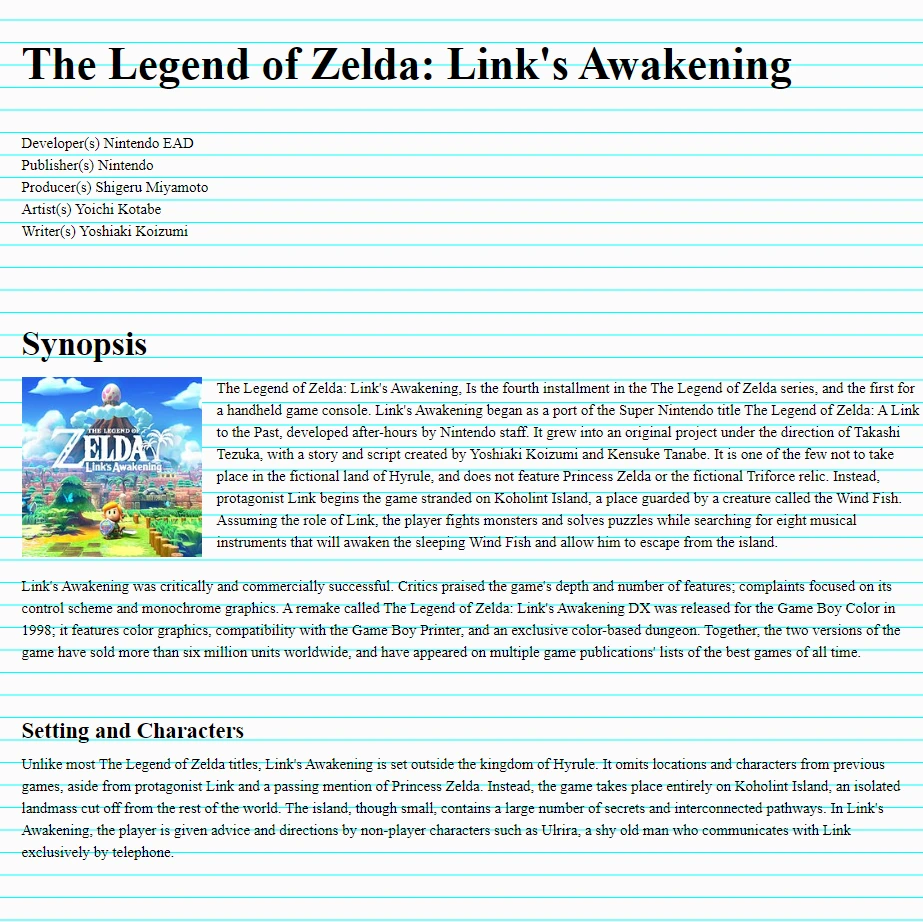 The Legend of Zelda: Link's Awakening
Developer(s) Nintendo EAD
Publisher(s) Nintendo
Producer(s) Shigeru Miyamoto
Artist(s) Yoichi Kotabe
Writer(s) Yoshiaki Koizumi
Synopsis
THE LEGEND OF
ZELDA
Link's Awakening
The Legend of Zelda: Link's Awakening, Is the fourth installment in the The Legend of Zelda series, and the first for
a handheld game console. Link's Awakening began as a port of the Super Nintendo title The Legend of Zelda: A Link
to the Past, developed after-hours by Nintendo staff. It grew into an original project under the direction of Takashi
Tezuka, with a story and script created by Yoshiaki Koizumi and Kensuke Tanabe. It is one of the few not to take
place in the fictional land of Hyrule, and does not feature Princess Zelda or the fictional Triforce relic. Instead,
protagonist Link begins the game stranded on Koholint Island, a place guarded by a creature called the Wind Fish.
Assuming the role of Link, the player fights monsters and solves puzzles while searching for eight musical
instruments that will awaken the sleeping Wind Fish and allow him to escape from the island.
Link's Awakening was critically and commercially successful. Critics praised the game's depth and number of features; complaints focused on its
control scheme and monochrome graphics. A remake called The Legend of Zelda: Link's Awakening DX was released for the Game Boy Color in
1998; it features color graphics, compatibility with the Game Boy Printer, and an exclusive color-based dungeon. Together, the two versions of the
game have sold more than six million units worldwide, and have appeared on multiple game publications' lists of the best games of all time.
Setting and Characters
Unlike most The Legend of Zelda titles, Link's Awakening is set outside the kingdom of Hyrule. It omits locations and characters from previous
games, aside from protagonist Link and a passing mention of Princess Zelda. Instead, the game takes place entirely on Koholint Island, an isolated
landmass cut off from the rest of the world. The island, though small, contains a large number of secrets and interconnected pathways. In Link's
Awakening, the player is given advice and directions by non-player characters such as Ulrira, a shy old man who communicates with Link
exclusively by telephone.